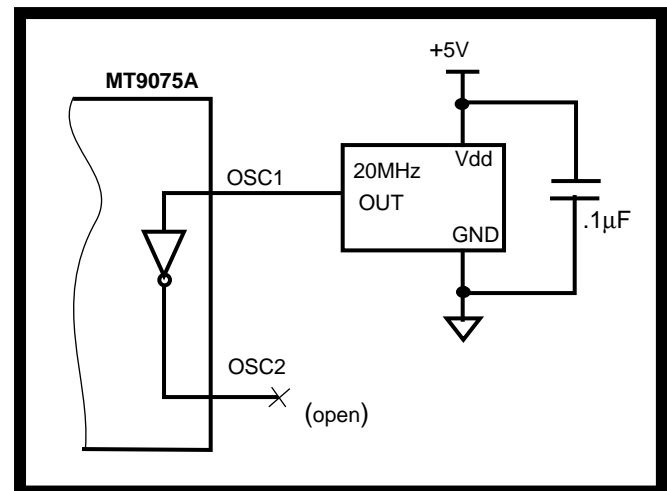 +5V
MT9075A
Vdd
20MHz
OSC1
OUT
.1µF
GND
OSC2
(open)